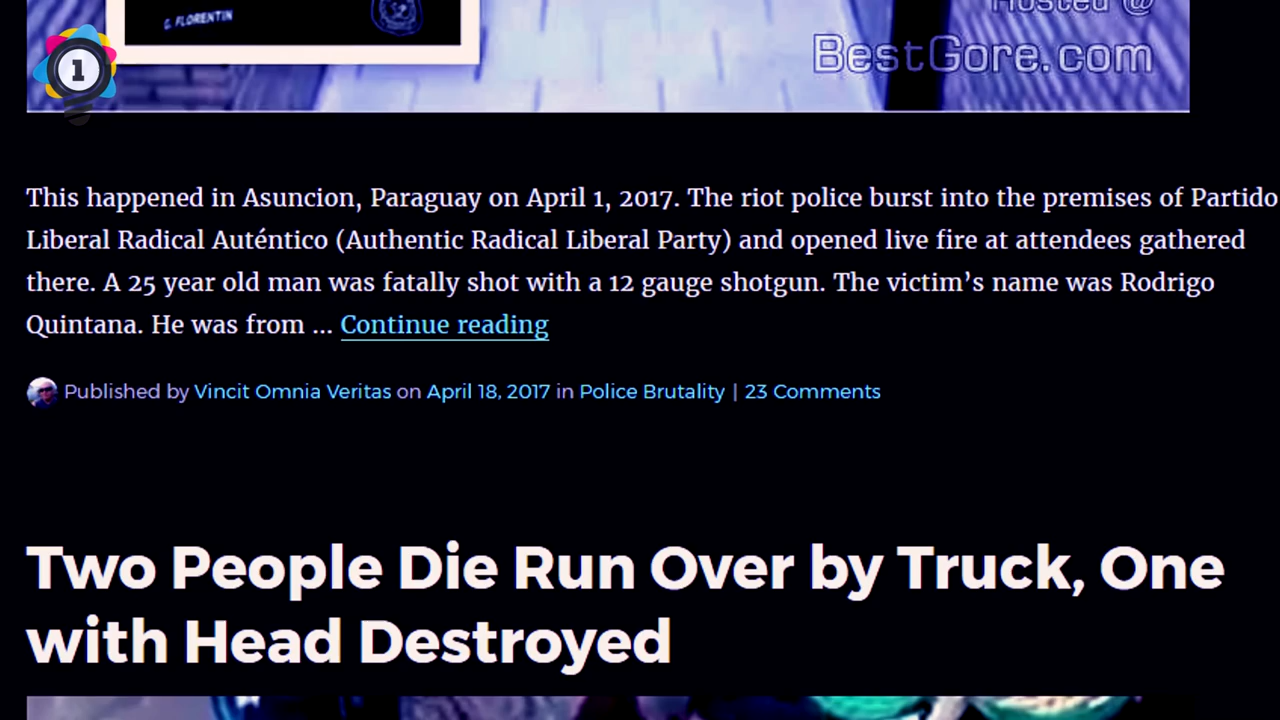 G. FLORENTIN
Hosted @
BestGore.com
1
This happened in Asuncion, Paraguay on April 1, 2017. The riot police burst into the premises of Partido
Liberal Radical Auténtico (Authentic Radical Liberal Party) and opened live fire at attendees gathered
there. A 25 year old man was fatally shot with a 12 gauge shotgun. The victim’s name was Rodrigo
Quintana. He was from ... Continue reading
Published by Vincit Omnia Veritas on April 18, 2017 in Police Brutality | 23 Comments
Two People Die Run Over by Truck, One
with Head Destroyed